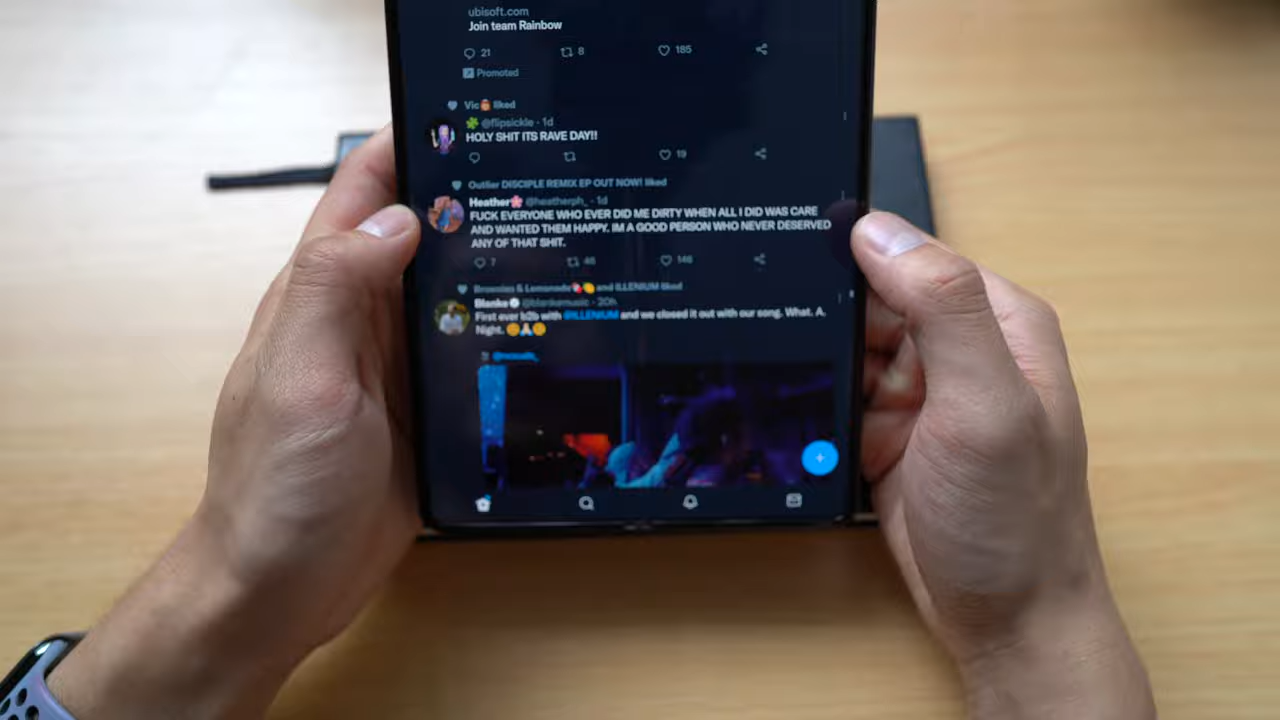 ubisoft.com
Join team Rainbow
21 8 185
Promoted
Vic liked
@flipsickle · 1d
HOLY SHIT ITS RAVE DAY!!
19
Outlier DISCIPLE REMIX EP OUT NOW! liked
Heather🌸 @heatherph_ · 1d
FUCK EVERYONE WHO EVER DID ME DIRTY WHEN ALL I DID WAS CARE
AND WANTED THEM HAPPY. IM A GOOD PERSON WHO NEVER DESERVED
ANY OF THAT SHIT.
7 46 146
Brownies & Lemonade and ILLENIUM liked
Blanke @blankemusic · 20h
First ever b2b with @ILLENIUM and we closed it out with our song. What. A.
Night.